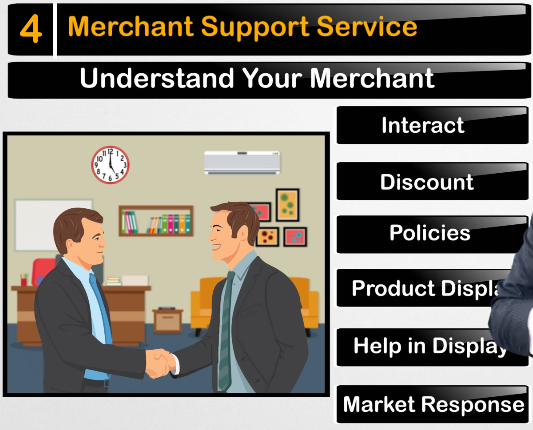 4 Merchant Support Service
Understand Your Merchant
Interact
Discount
Policies
Product Displa
Help in Display
Market Response